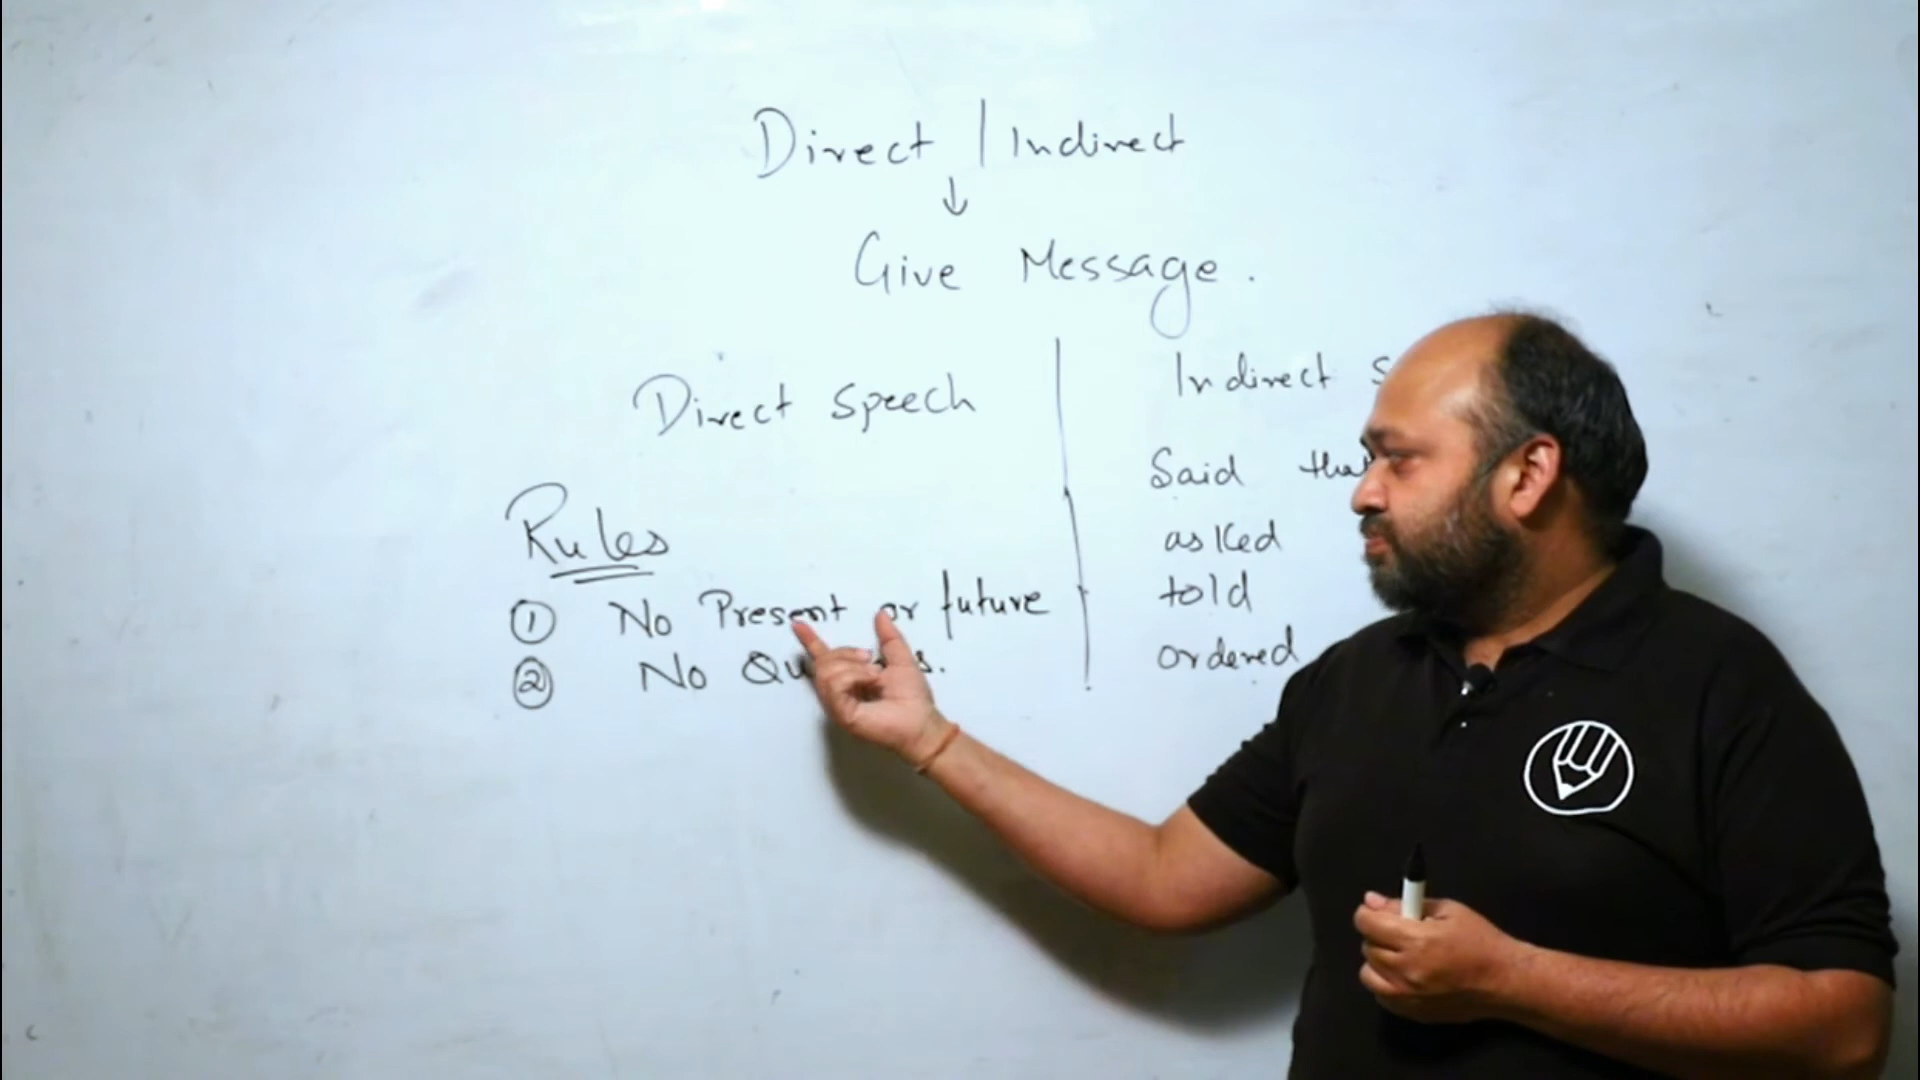 Direct | Indirect
↓
Give Message.
Direct Speech
Indirect
Said
Rules
asked
① No Present or future
told
② No
ordered